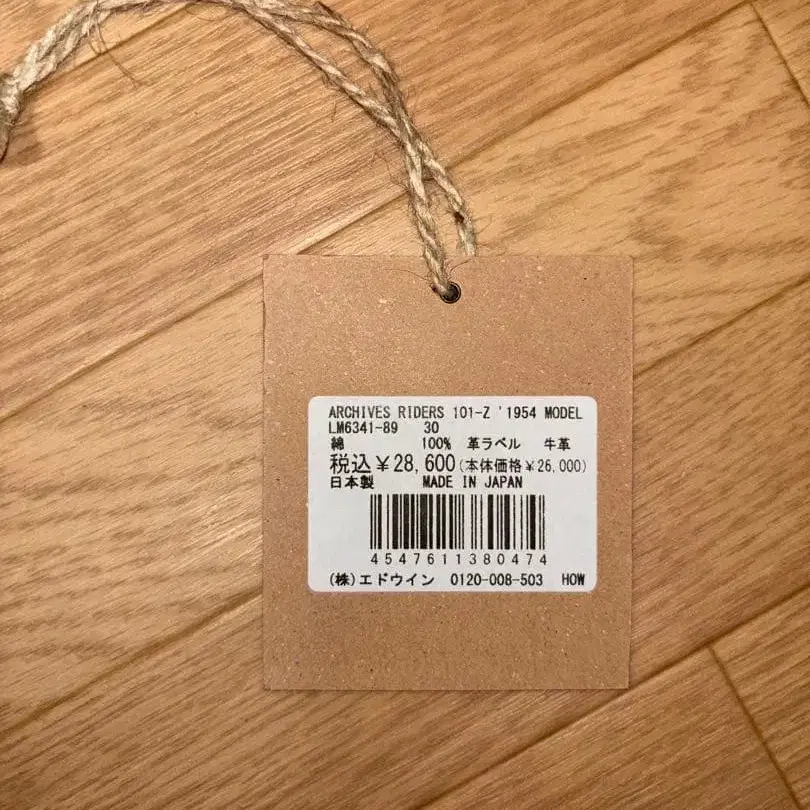 ARCHIVES RIDERS 101-Z '1954 MODEL
LM6341-89 30
綿 100% 革ラベル 牛革
税込¥28,600(本体価格¥26,000)
日本製 MADE IN JAPAN
4547611380474
(株)エドウイン 0120-008-503 HOW